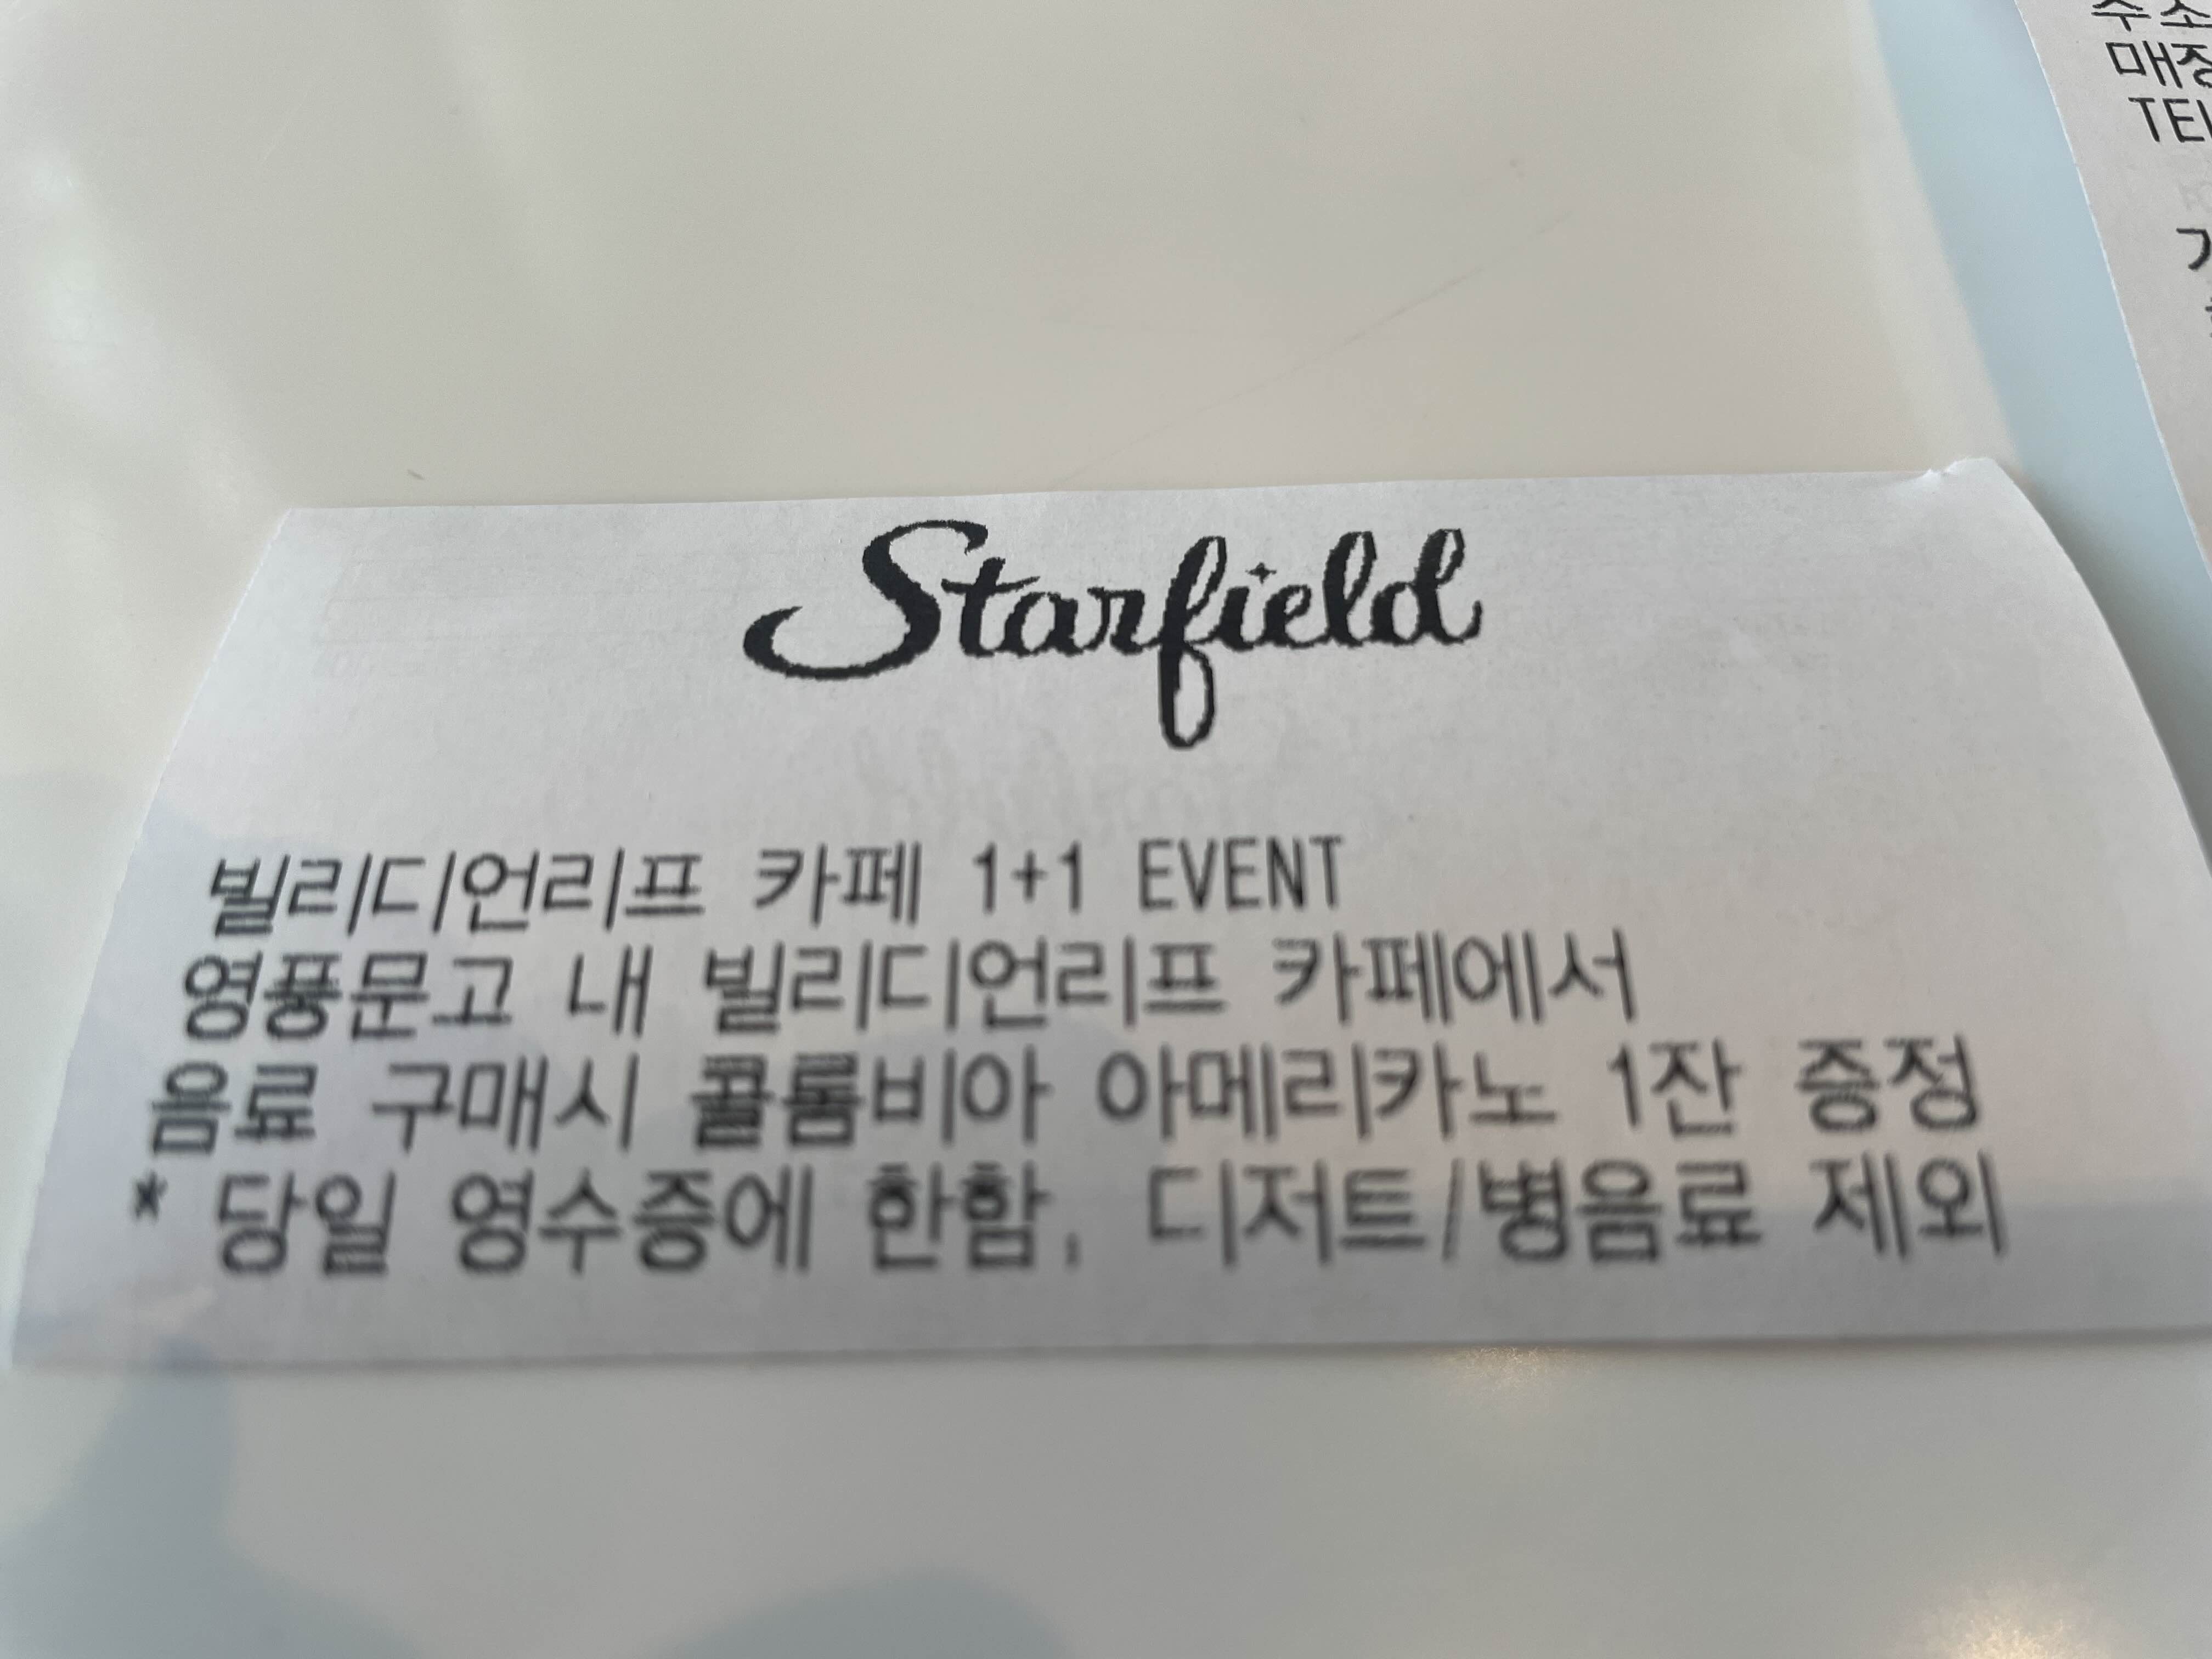 Starfield
빌리디언리프 카페 1+1 EVENT
영풍문고 내 빌리디언리프 카페에서
음료 구매시 콜롬비아 아메리카노 1잔 증정
* 당일 영수증에 한함, 디저트/병음료 제외